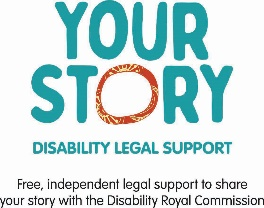 YOUR
STORY
DISABILITY LEGAL SUPPORT
Free, independent legal support to share
your story with the Disability Royal Commission